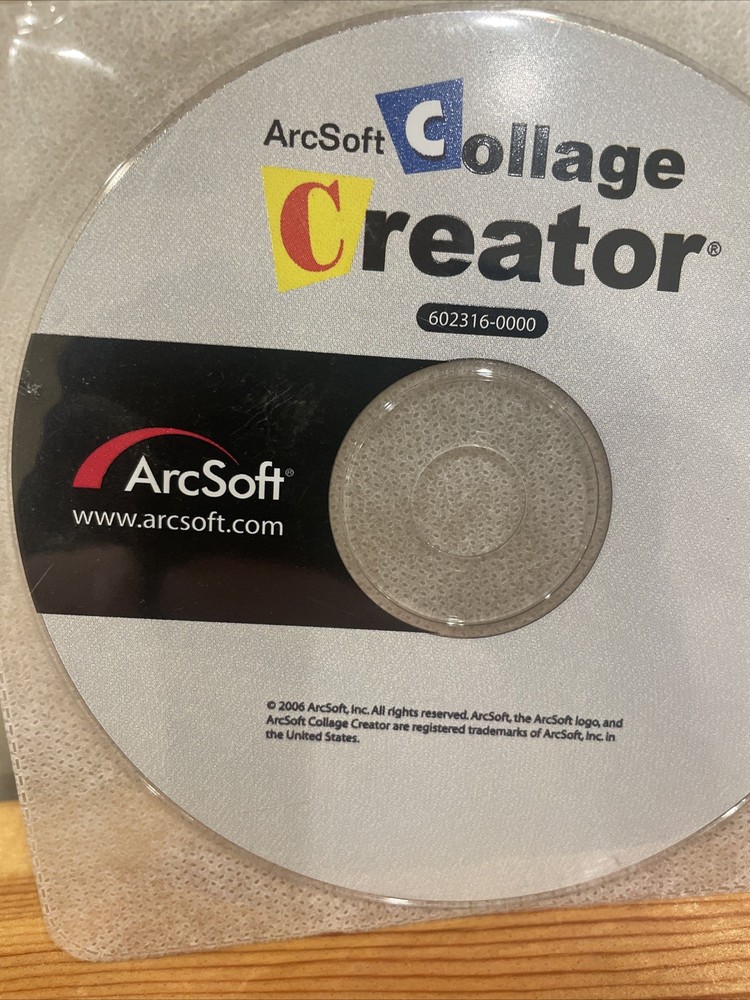 ArcSoft Collage
Creator®
602316-0000
ArcSoft®
www.arcsoft.com
© 2006 ArcSoft, Inc. All rights reserved. ArcSoft, the ArcSoft logo, and
ArcSoft Collage Creator are registered trademarks of ArcSoft, Inc. in
the United States.